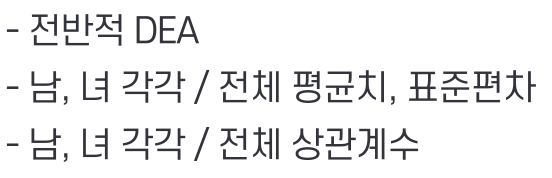 - 전반적 DEA
- 남, 녀 각각 / 전체 평균치, 표준편차
- 남, 녀 각각 / 전체 상관계수